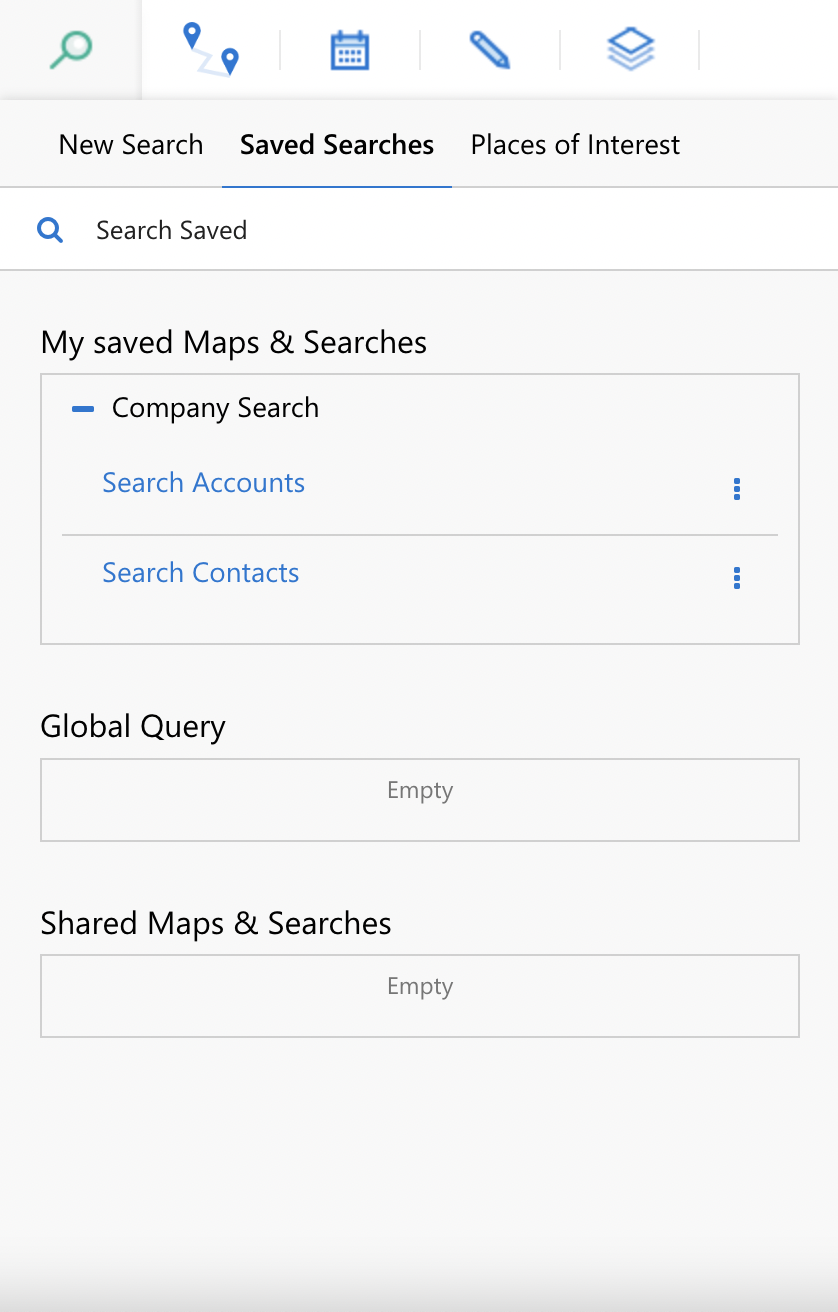 New Search Saved Searches Places of Interest
Search Saved
My saved Maps & Searches
Company Search
Search Accounts
Search Contacts
Global Query
Empty
Shared Maps & Searches
Empty